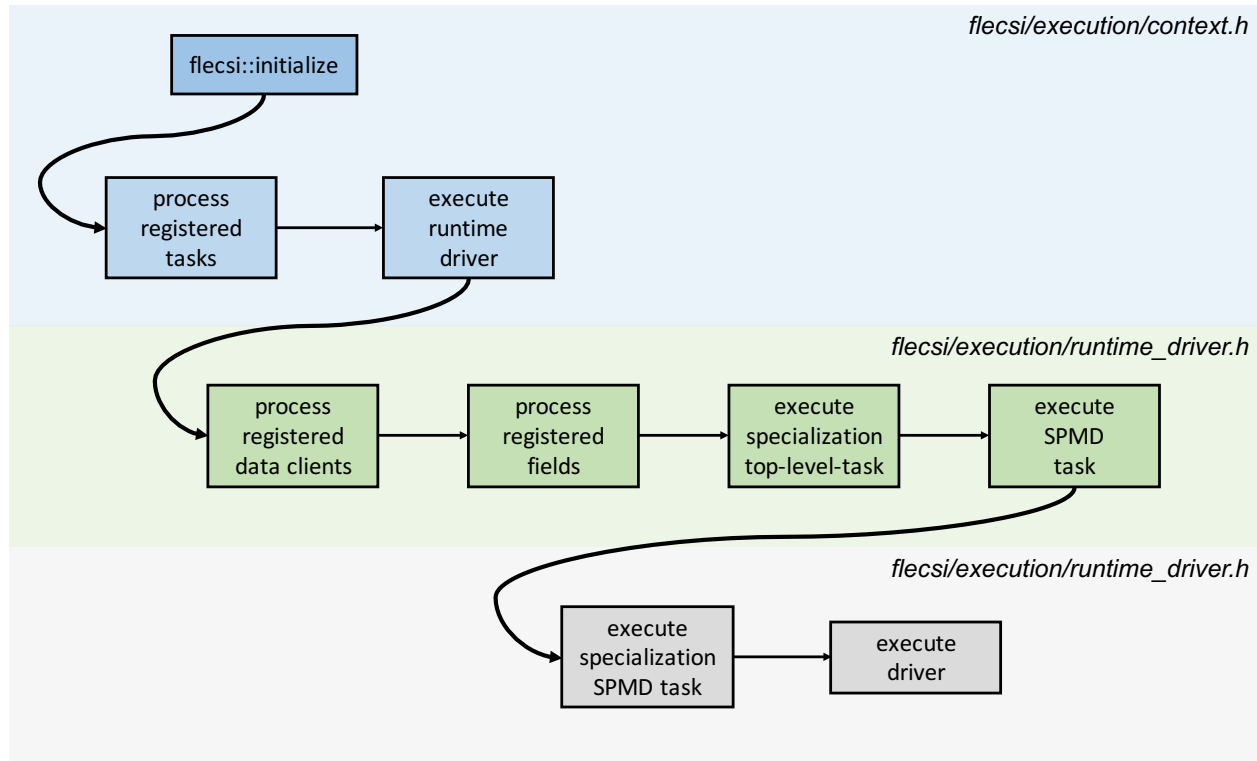 flecsi/execution/context.h
flecsi::initialize
process
registered
tasks
execute
runtime
driver
flecsi/execution/runtime_driver.h
process
registered
data clients
process
registered
fields
execute
specialization
top-level-task
execute
SPMD
task
flecsi/execution/runtime_driver.h
execute
specialization
SPMD task
execute
driver